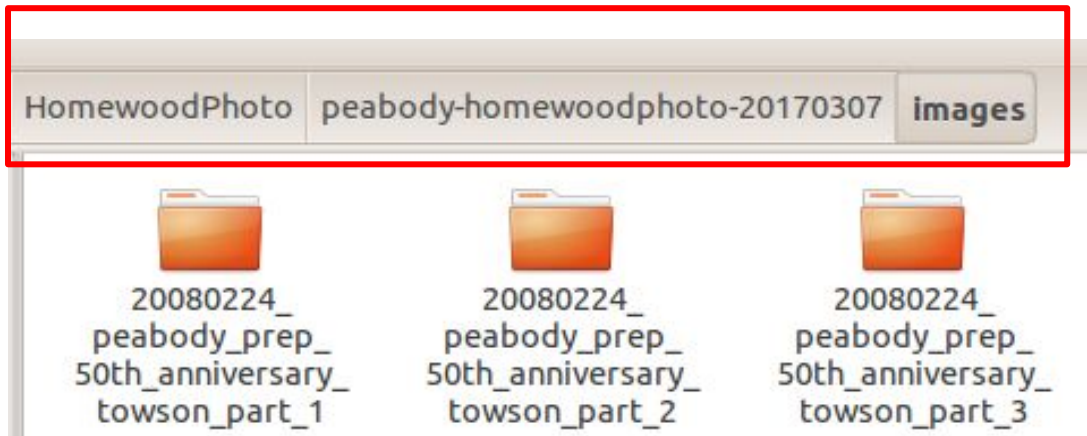 HomewoodPhoto peabody-homewoodphoto-20170307 images
20080224_ 20080224_ 20080224_
peabody_prep_ peabody_prep_ peabody_prep_
50th_anniversary_ 50th_anniversary_ 50th_anniversary_
towson_part_1 towson_part_2 towson_part_3